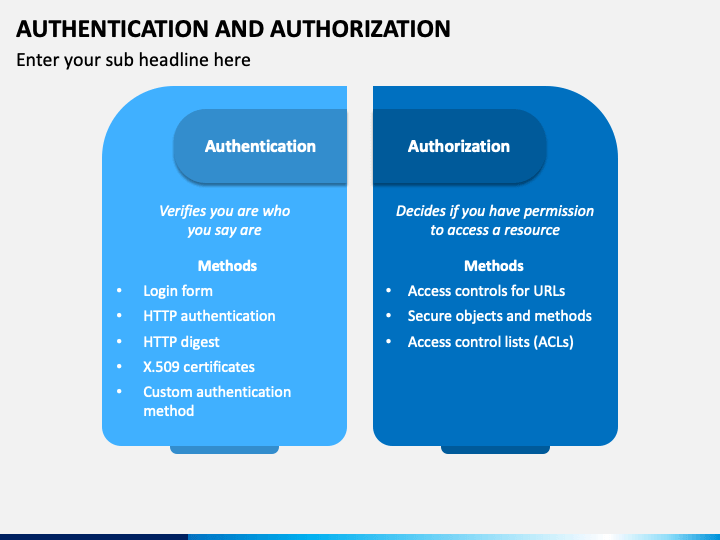 AUTHENTICATION AND AUTHORIZATION
Enter your sub headline here
Authentication
Verifies you are who
you say are
Methods
• Login form
• HTTP authentication
• HTTP digest
• X.509 certificates
• Custom authentication
method
Authorization
Decides if you have permission
to access a resource
Methods
• Access controls for URLs
• Secure objects and methods
• Access control lists (ACLs)